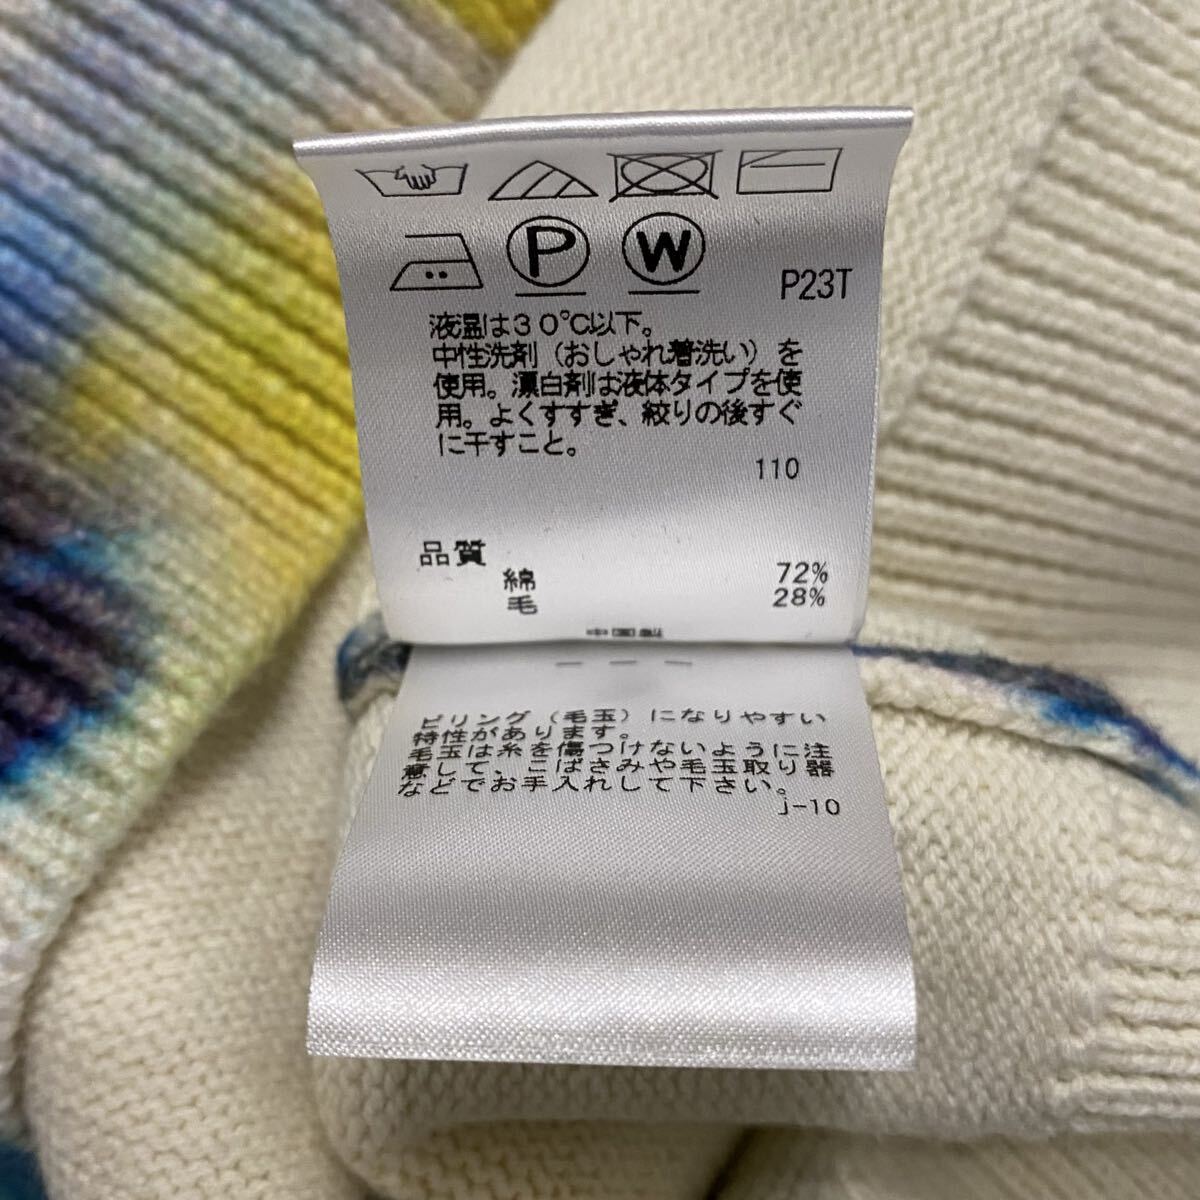 P
W
P23T
液温は30℃以下。
中性洗剤（おしゃれ着洗い）を
使用。漂白剤は液体タイプを使
用。よくすすぎ、絞りの後すぐ
に干すこと。
110
品質
綿 72%
毛 28%
中国製
ピリング（毛玉）になりやすい
特性があります。
毛玉は糸を傷つけないように注
意して、こばさみや毛玉取り器
などでお手入れして下さい。
J-10